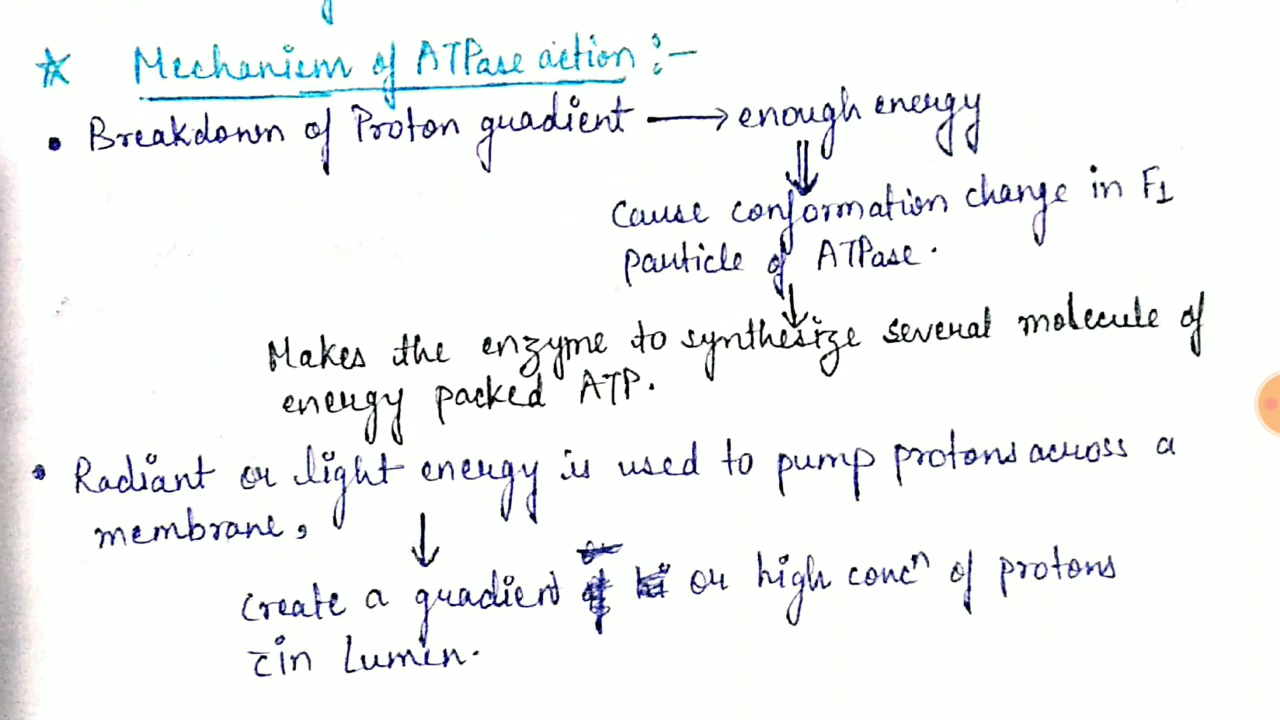 ☆ Mechanism of ATPase action :-
• Breakdown of Proton gradient → enough energy
⇓
Cause conformation change in F1
particle of ATPase.
↓
Makes the enzyme to synthesize several molecule of
energy packed ATP.
• Radiant or light energy is used to pump protons across a
membrane,
↓
Create a gradient or high concⁿ of protons
in Lumen.